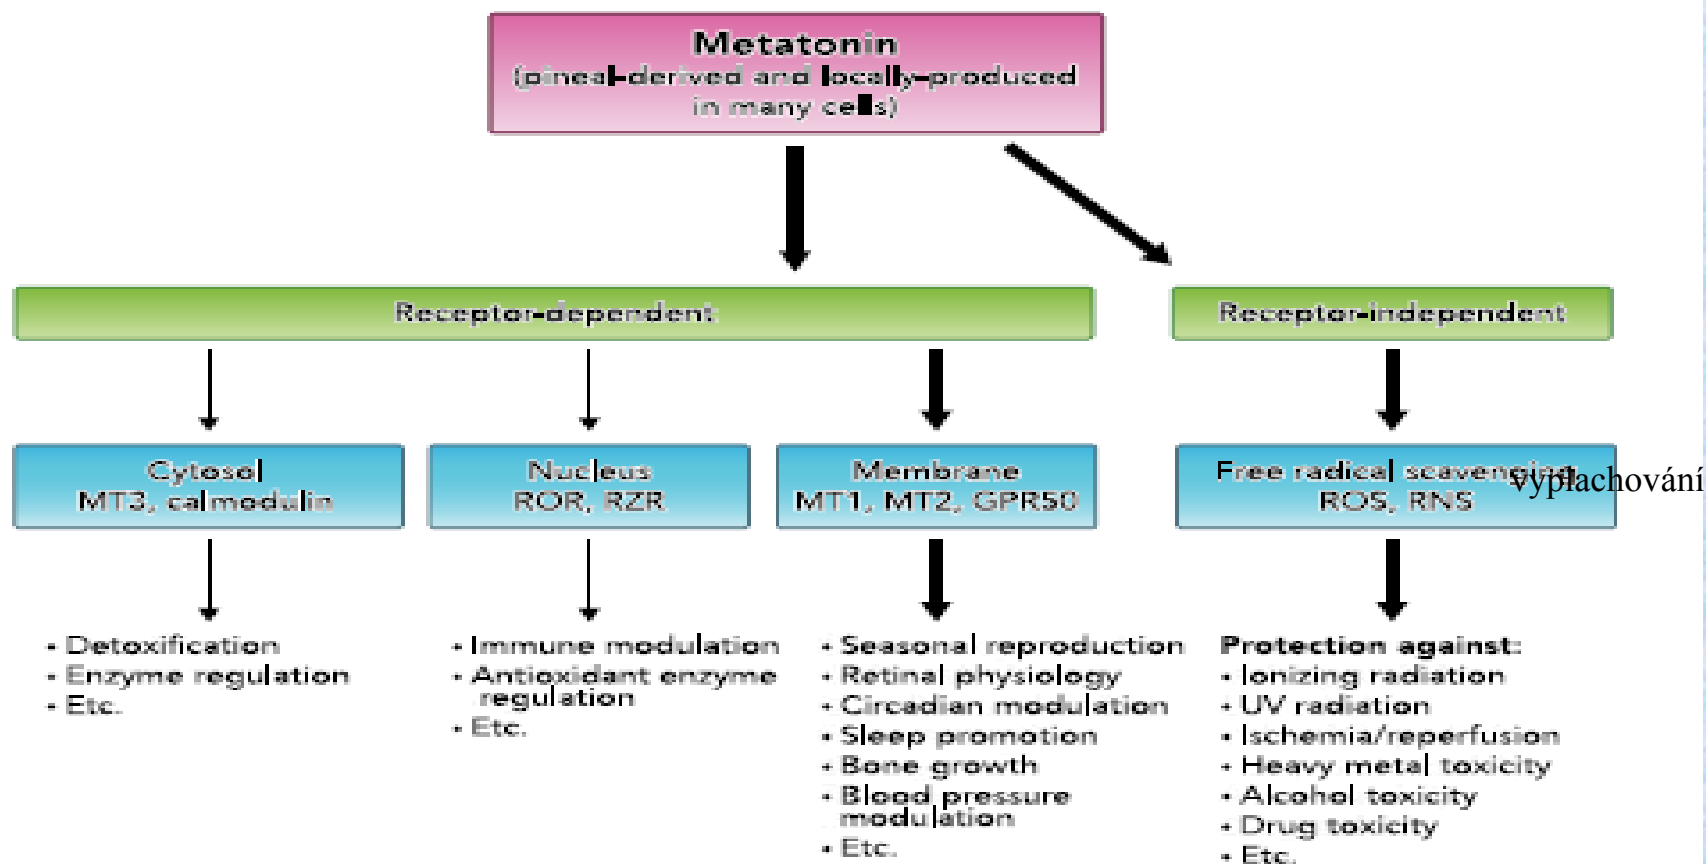 Metatonin
(pineal-derived and locally-produced
in many cells)
Receptor-dependent
Receptor-independent
Cytosol
MT3, calmodulin
Nucleus
ROR, RZR
Membrane
MT1, MT2, GPR50
Free radical scavenging
ROS, RNS
vyplachování
• Detoxification
• Enzyme regulation
• Etc.
• Immune modulation
• Antioxidant enzyme
regulation
• Etc.
• Seasonal reproduction
• Retinal physiology
• Circadian modulation
• Sleep promotion
• Bone growth
• Blood pressure
modulation
• Etc.
Protection against:
• Ionizing radiation
• UV radiation
• Ischemia/reperfusion
• Heavy metal toxicity
• Alcohol toxicity
• Drug toxicity
• Etc.